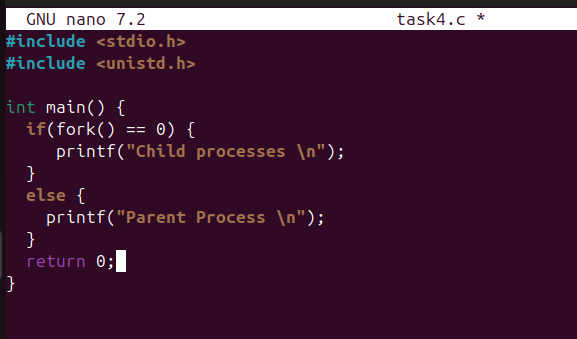 GNU nano 7.2 task4.c *
#include <stdio.h>
#include <unistd.h>

int main() {
  if(fork() == 0) {
     printf("Child processes \n");
  }
  else {
    printf("Parent Process \n");
  }
  return 0;
}